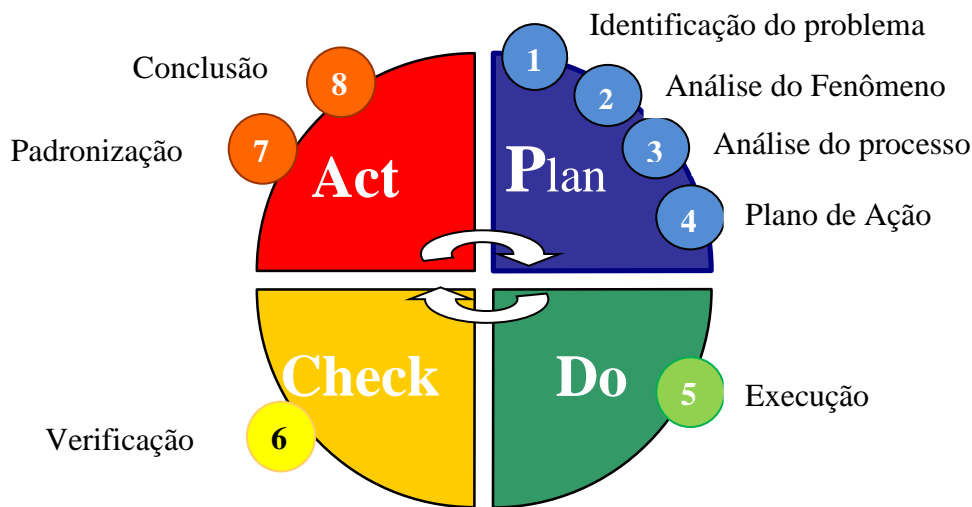 1
Identificação do problema
2
Análise do Fenômeno
3
Análise do processo
4
Plano de Ação
Plan
5
Execução
Do
6
Verificação
Check
7
Padronização
8
Conclusão
Act